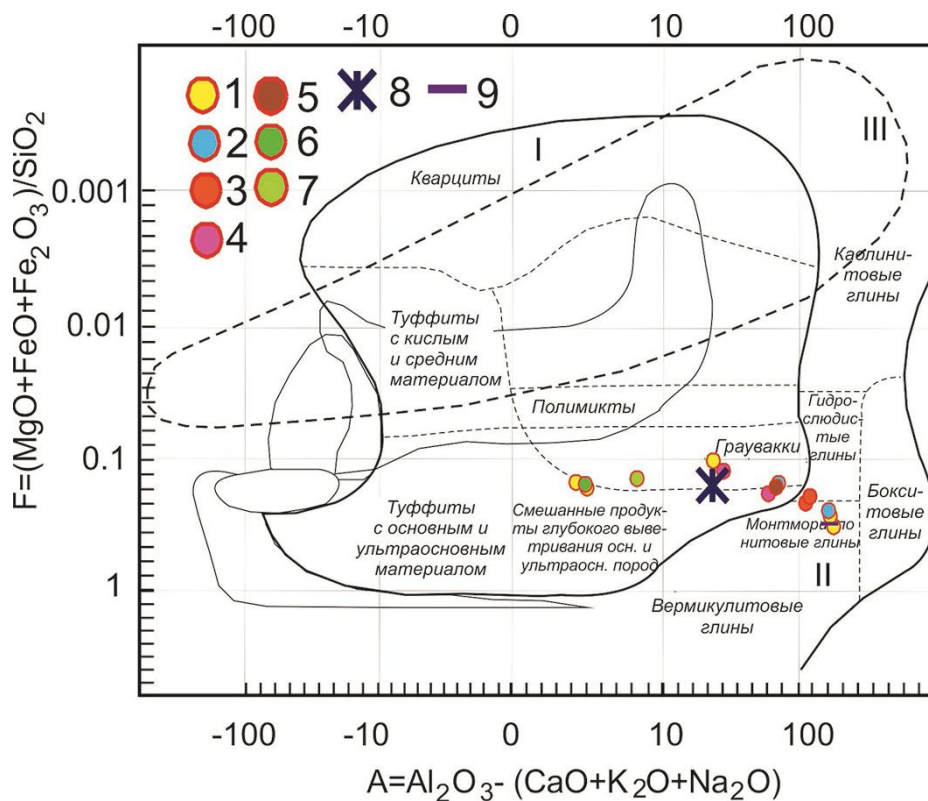 -100 -10 0 10 100
1 5 8 9
2 6
3 7
4
I
III
II
Кварциты
Каолини-
товые
глины
Туффиты
с кислым
и средним
материалом
Полимикты
Гидро-
слюдис-
тые
глины
Граувакки
Бокси-
товые
глины
Туффиты
с основным и
ультраосновным
материалом
Смешанные продук-
ты глубокого выве-
тривания осн. и
ультраосн. пород
нитовые глины
Вермикулитовые
глины
0.001
0.01
0.1
1
F=(MgO+FeO+Fe₂O₃)/SiO₂
-100 -10 0 10 100
A=Al₂O₃- (CaO+K₂O+Na₂O)